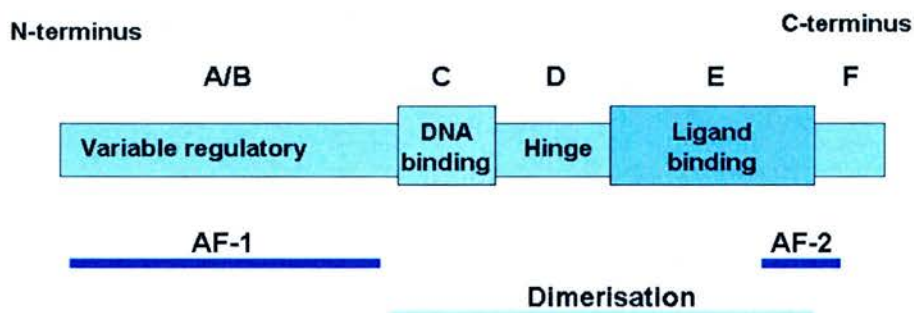 N-terminus
C-terminus
A/B C D E F
Variable regulatory DNA binding Hinge Ligand binding
AF-1 AF-2
Dimerisation